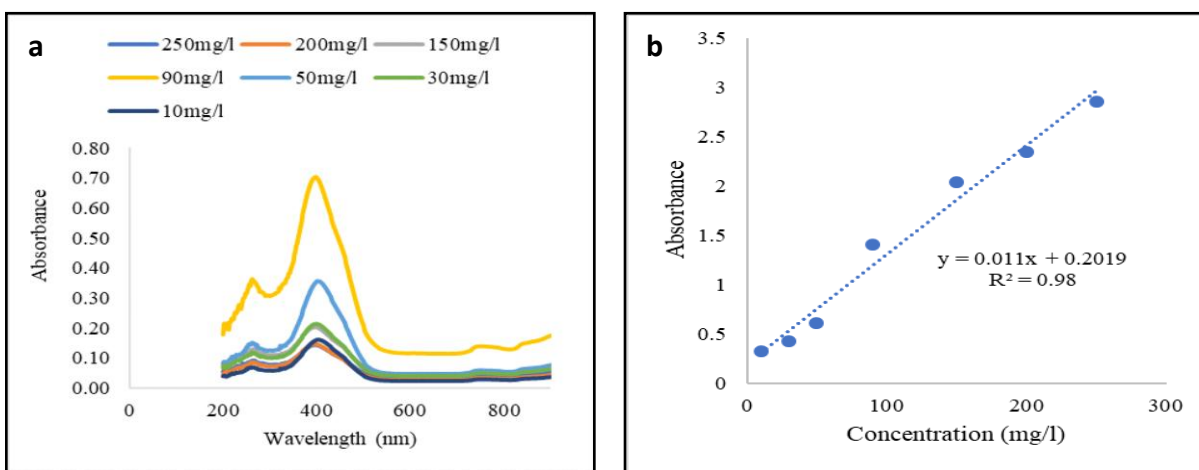 a
250mg/l 200mg/l 150mg/l
90mg/l 50mg/l 30mg/l
10mg/l
0.80
0.70
0.60
0.50
0.40
0.30
0.20
0.10
0.00
Absorbance
0 200 400 600 800
Wavelength (nm)
b
3.5
3
2.5
2
1.5
1
0.5
0
Absorbance
y = 0.011x + 0.2019
R² = 0.98
0 100 200 300
Concentration (mg/l)